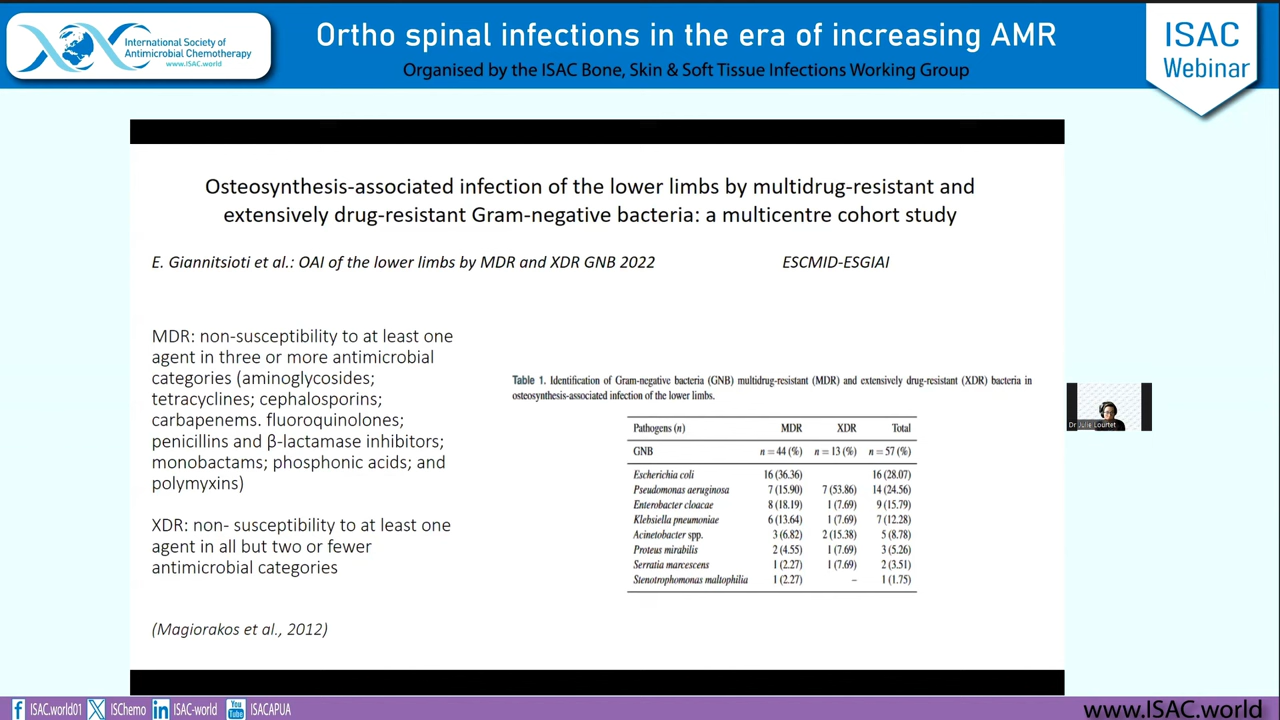 International Society of
Antimicrobial Chemotherapy
www.ISAC.world
Ortho spinal infections in the era of increasing AMR
Organised by the ISAC Bone, Skin & Soft Tissue Infections Working Group
ISAC
Webinar
Osteosynthesis-associated infection of the lower limbs by multidrug-resistant and
extensively drug-resistant Gram-negative bacteria: a multicentre cohort study
E. Giannitsioti et al.: OAI of the lower limbs by MDR and XDR GNB 2022 ESCMID-ESGIAI
MDR: non-susceptibility to at least one
agent in three or more antimicrobial
categories (aminoglycosides;
tetracyclines; cephalosporins;
carbapenems. fluoroquinolones;
penicillins and β-lactamase inhibitors;
monobactams; phosphonic acids; and
polymyxins)
XDR: non- susceptibility to at least one
agent in all but two or fewer
antimicrobial categories
(Magiorakos et al., 2012)
Table 1. Identification of Gram-negative bacteria (GNB) multidrug-resistant (MDR) and extensively drug-resistant (XDR) bacteria in
osteosynthesis-associated infection of the lower limbs.
Pathogens (n) MDR XDR Total
GNB n = 44 (%) n = 13 (%) n = 57 (%)
Escherichia coli 16 (36.36) 16 (28.07)
Pseudomonas aeruginosa 7 (15.90) 7 (53.86) 14 (24.56)
Enterobacter cloacae 8 (18.19) 1 (7.69) 9 (15.79)
Klebsiella pneumoniae 6 (13.64) 1 (7.69) 7 (12.28)
Acinetobacter spp. 3 (6.82) 2 (15.38) 5 (8.78)
Proteus mirabilis 2 (4.55) 1 (7.69) 3 (5.26)
Serratia marcescens 1 (2.27) 1 (7.69) 2 (3.51)
Stenotrophomonas maltophilia 1 (2.27) – 1 (1.75)
Dr Julie Lourtet
ISAC.world01 ISChemo ISAC-world You Tube ISACAPUA
www.ISAC.world